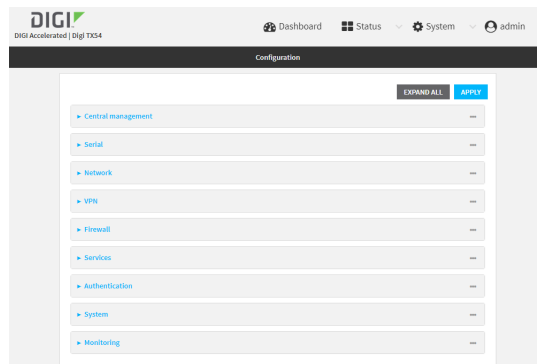 DIGI
DIGI Accelerated | Digi TX54
Dashboard Status System admin
Configuration
EXPAND ALL APPLY
Central management
Serial
Network
VPN
Firewall
Services
Authentication
System
Monitoring